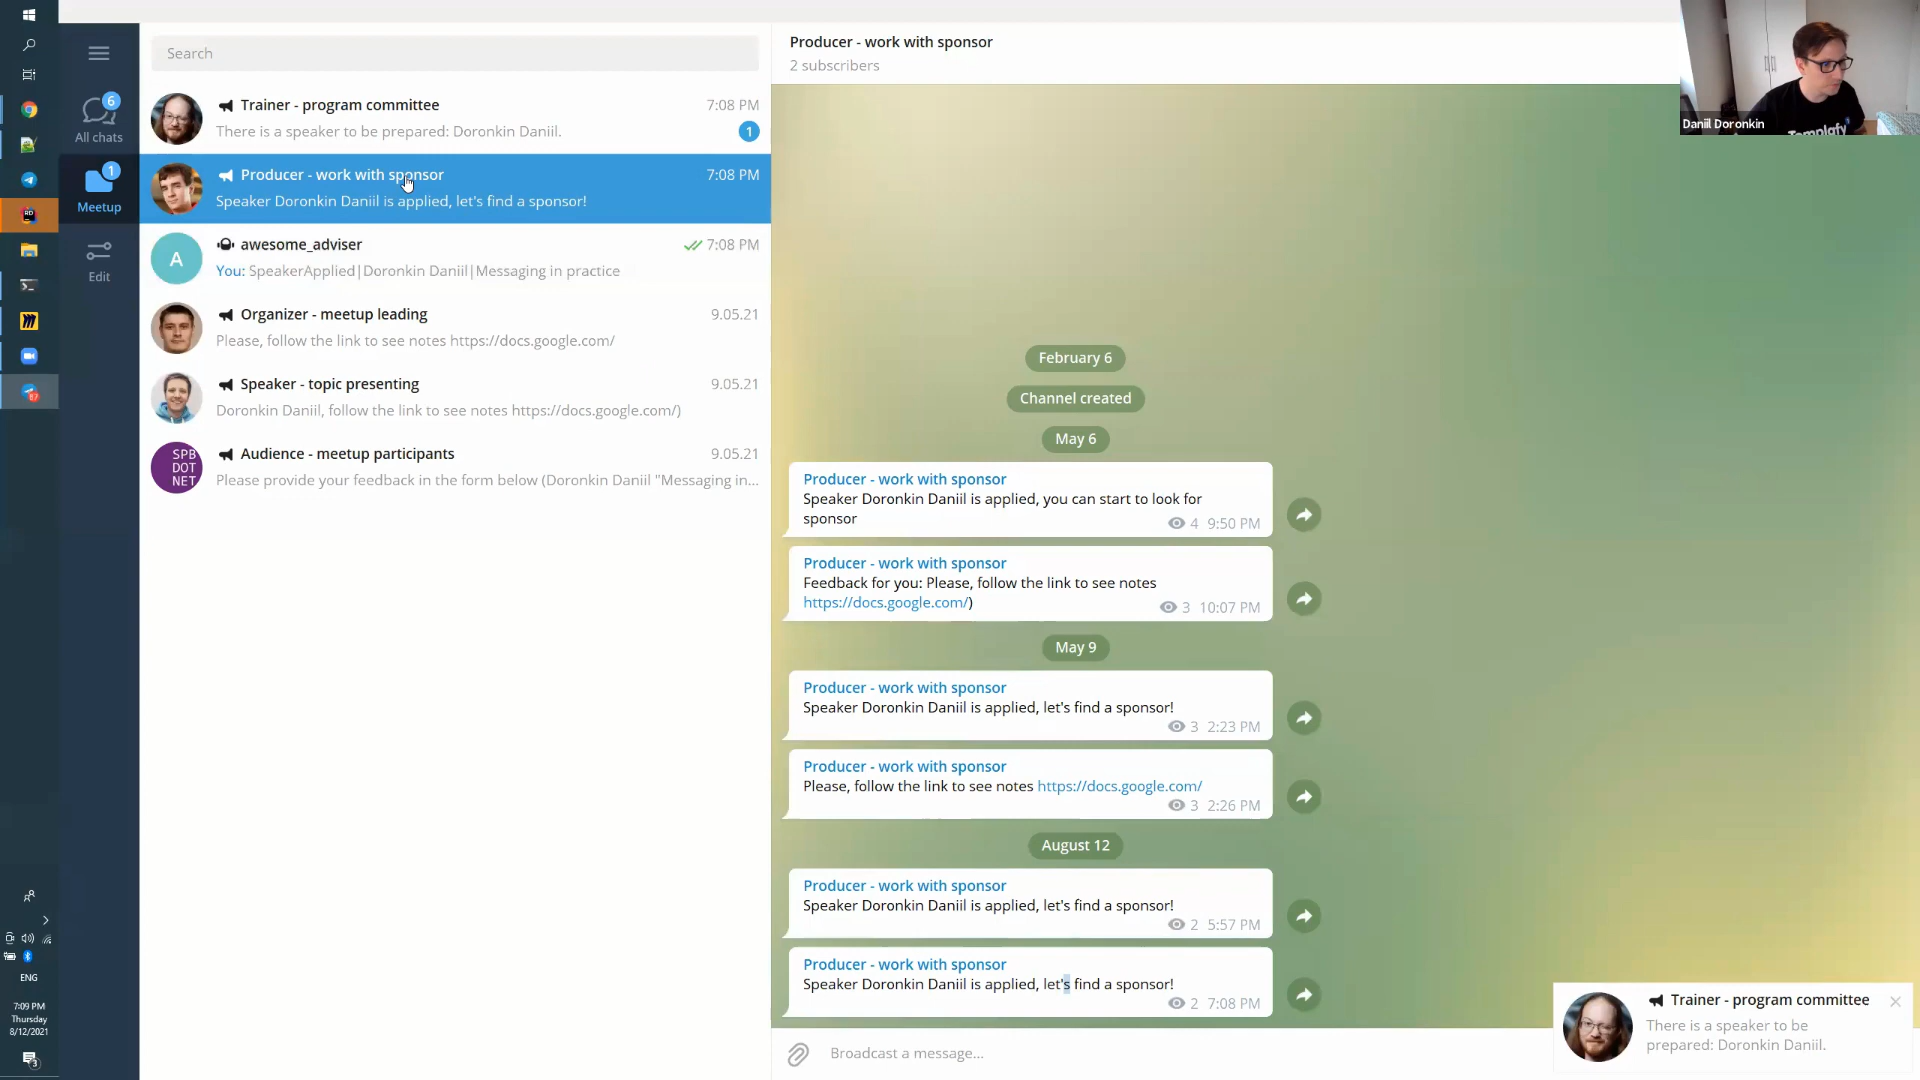 Search
6
All chats
1
Meetup
Edit
Trainer - program committee 7:08 PM
There is a speaker to be prepared: Doronkin Daniil. 1
Producer - work with sponsor 7:08 PM
Speaker Doronkin Daniil is applied, let's find a sponsor!
A
awesome_adviser 7:08 PM
You: SpeakerApplied|Doronkin Daniil|Messaging in practice
Organizer - meetup leading 9.05.21
Please, follow the link to see notes https://docs.google.com/
Speaker - topic presenting 9.05.21
Doronkin Daniil, follow the link to see notes https://docs.google.com/)
SPB
DOT
NET
Audience - meetup participants 9.05.21
Please provide your feedback in the form below (Doronkin Daniil "Messaging in...
Producer - work with sponsor
2 subscribers
February 6
Channel created
May 6
Producer - work with sponsor
Speaker Doronkin Daniil is applied, you can start to look for
sponsor
4 9:50 PM
Producer - work with sponsor
Feedback for you: Please, follow the link to see notes
https://docs.google.com/)
3 10:07 PM
May 9
Producer - work with sponsor
Speaker Doronkin Daniil is applied, let's find a sponsor!
3 2:23 PM
Producer - work with sponsor
Please, follow the link to see notes https://docs.google.com/
3 2:26 PM
August 12
Producer - work with sponsor
Speaker Doronkin Daniil is applied, let's find a sponsor!
2 5:57 PM
Producer - work with sponsor
Speaker Doronkin Daniil is applied, let's find a sponsor!
2 7:08 PM
Broadcast a message...
Templafy
Daniil Doronkin
Trainer - program committee
There is a speaker to be
prepared: Doronkin Daniil.
RD
87
ENG
7:09 PM
Thursday
8/12/2021
3